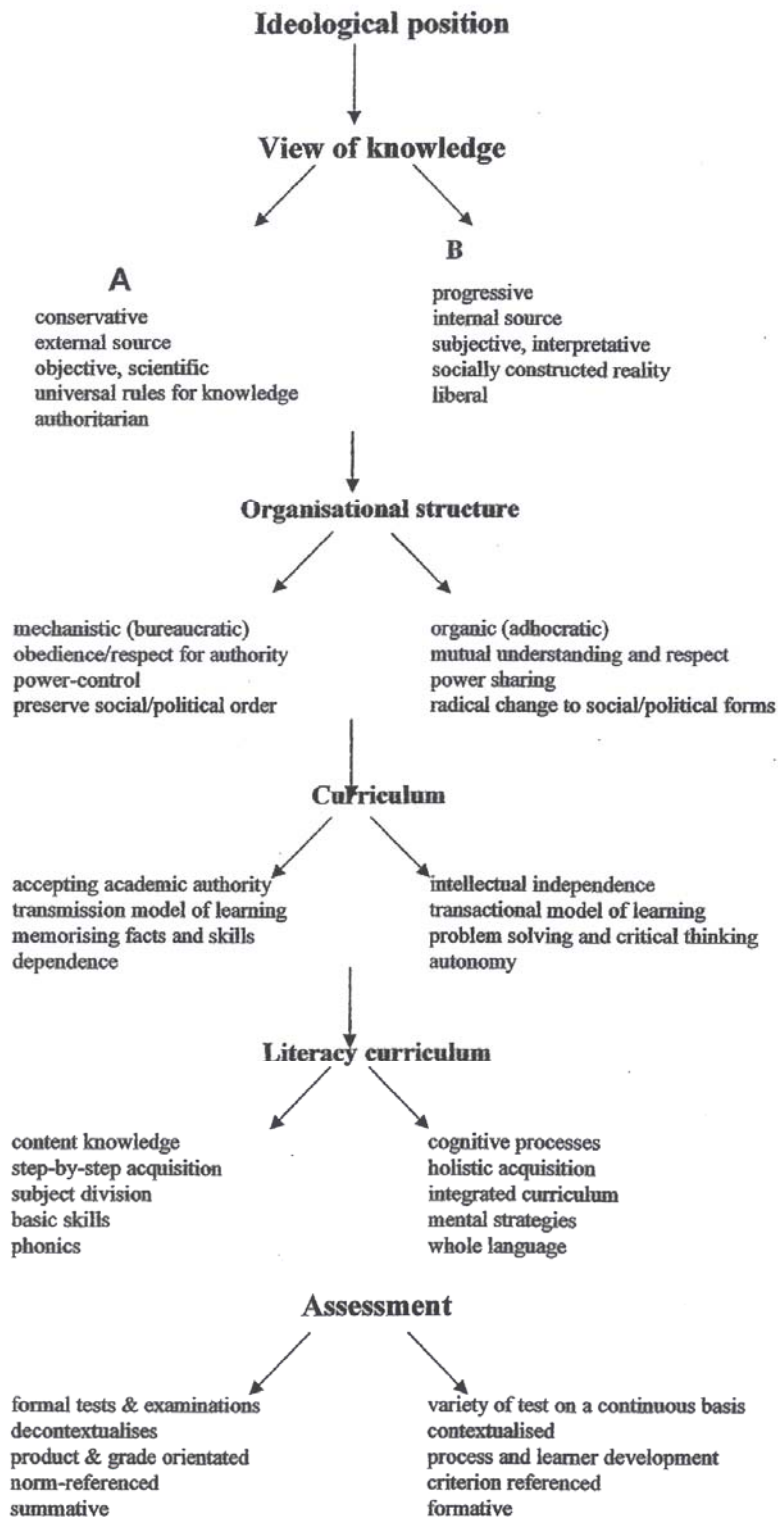 Ideological position
View of knowledge
A
conservative
external source
objective, scientific
universal rules for knowledge
authoritarian
B
progressive
internal source
subjective, interpretative
socially constructed reality
liberal
Organisational structure
mechanistic (bureaucratic)
obedience/respect for authority
power-control
preserve social/political order
organic (adhocratic)
mutual understanding and respect
power sharing
radical change to social/political forms
Curriculum
accepting academic authority
transmission model of learning
memorising facts and skills
dependence
intellectual independence
transactional model of learning
problem solving and critical thinking
autonomy
Literacy curriculum
content knowledge
step-by-step acquisition
subject division
basic skills
phonics
cognitive processes
holistic acquisition
integrated curriculum
mental strategies
whole language
Assessment
formal tests & examinations
decontextualises
product & grade orientated
norm-referenced
summative
variety of test on a continuous basis
contextualised
process and learner development
criterion referenced
formative